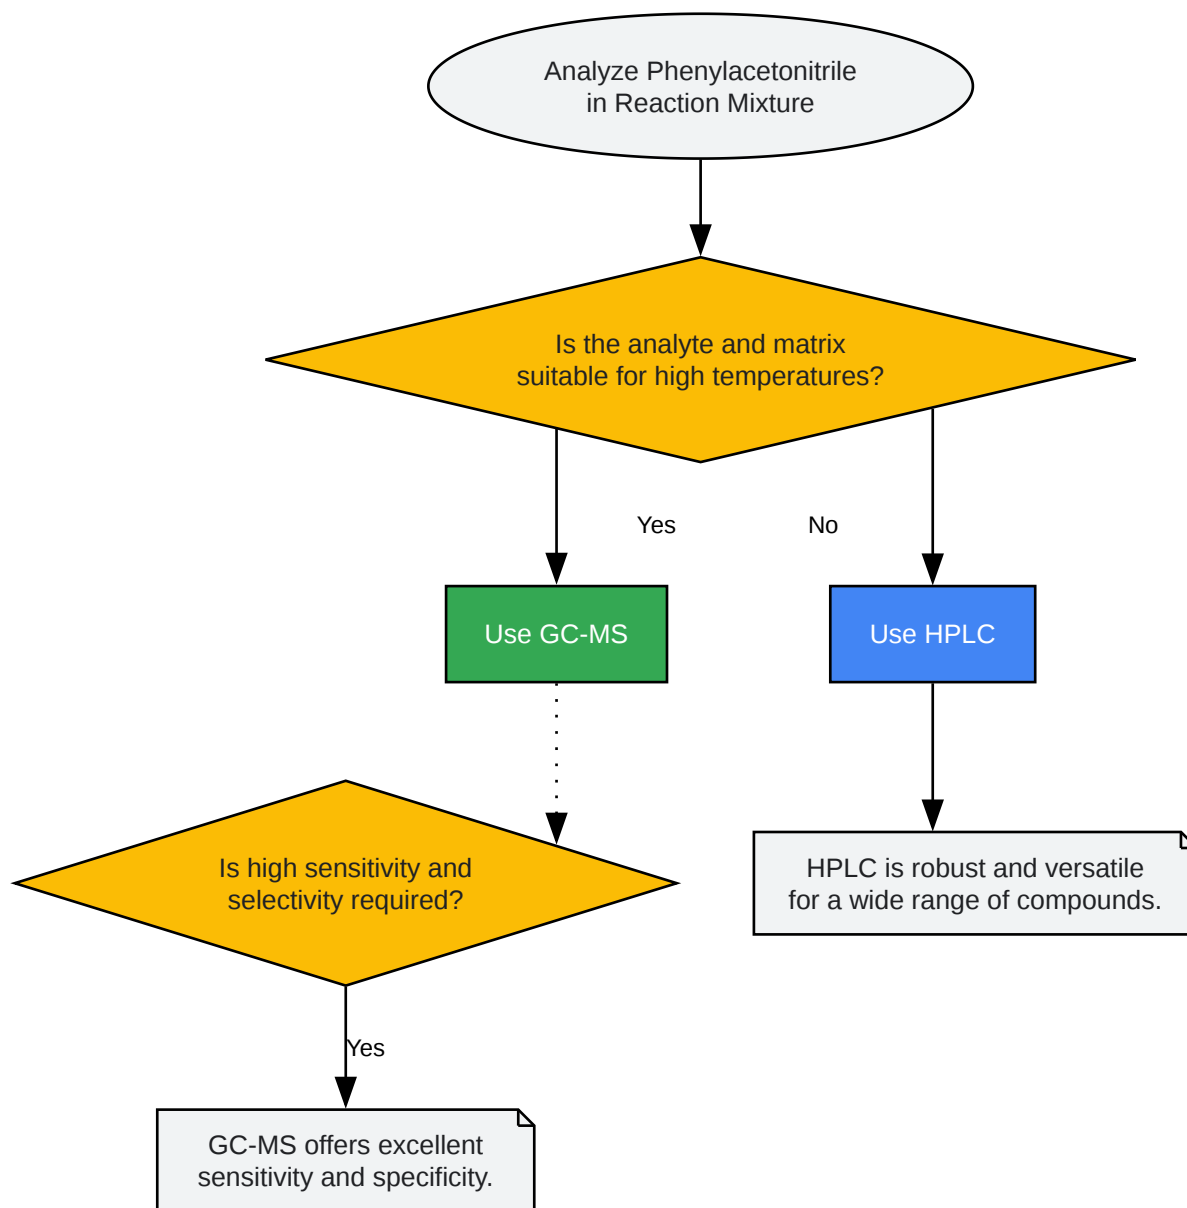 Analyze Phenylacetonitrile
in Reaction Mixture
Is the analyte and matrix
suitable for high temperatures?
Yes
No
Use GC-MS
Use HPLC
Is high sensitivity and
selectivity required?
HPLC is robust and versatile
for a wide range of compounds.
Yes
GC-MS offers excellent
sensitivity and specificity.